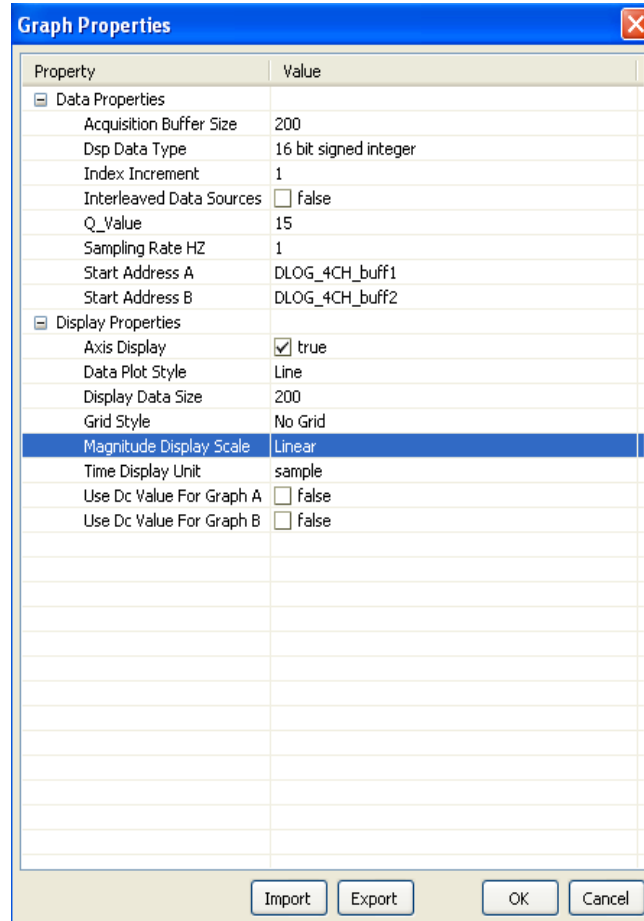 Graph Properties
Property Value
Data Properties
Acquisition Buffer Size 200
Dsp Data Type 16 bit signed integer
Index Increment 1
Interleaved Data Sources false
Q_Value 15
Sampling Rate HZ 1
Start Address A DLOG_4CH_buff1
Start Address B DLOG_4CH_buff2
Display Properties
Axis Display true
Data Plot Style Line
Display Data Size 200
Grid Style No Grid
Magnitude Display Scale Linear
Time Display Unit sample
Use Dc Value For Graph A false
Use Dc Value For Graph B false
Import Export OK Cancel